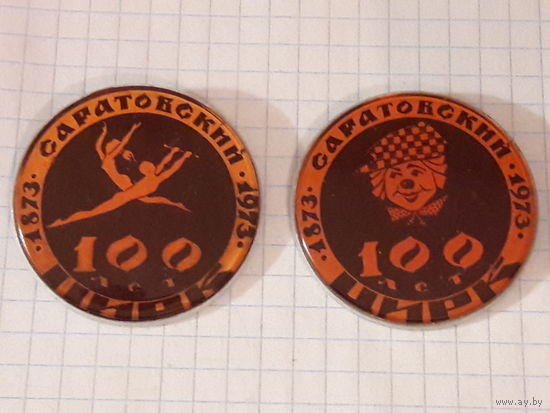 · САРАТОВСКИЙ ·
1873 · 1973
100
ЛЕТ
ЦИРК
· САРАТОВСКИЙ ·
1873 · 1973
100
ЛЕТ
ЦИРК
www.ay.by